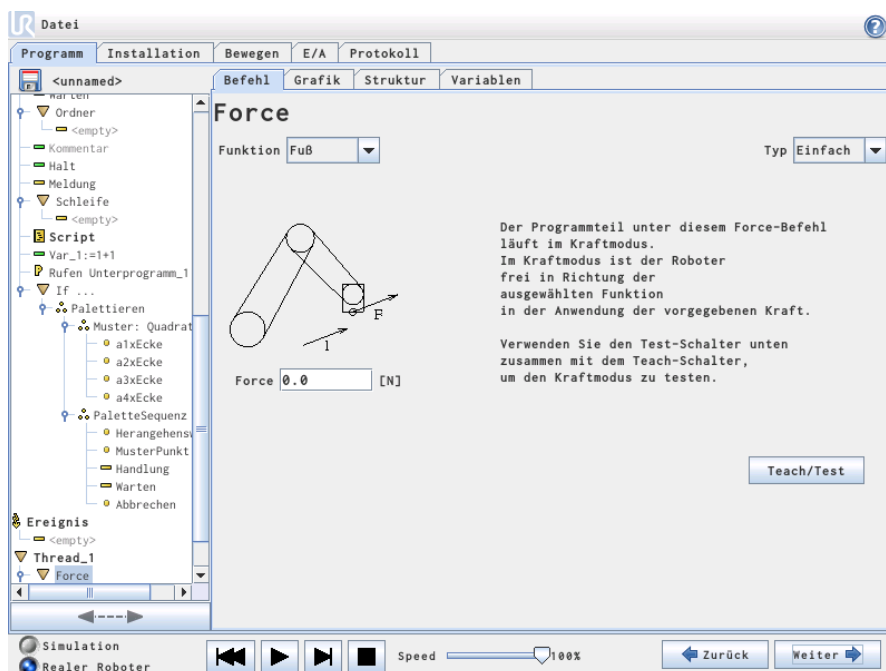 UR Datei
Programm Installation Bewegen E/A Protokoll
<unnamed>
Befehl Grafik Struktur Variablen
Warten
Ordner
<empty>
Kommentar
Halt
Meldung
Schleife
<empty>
Script
Var_1:=1+1
Rufen Unterprogramm_1
If ...
Palettieren
Muster: Quadrat
a1xEcke
a2xEcke
a3xEcke
a4xEcke
PaletteSequenz
Herangehensw
MusterPunkt
Handlung
Warten
Abbrechen
Ereignis
<empty>
Thread_1
Force
Force
Funktion Fuß
Typ Einfach
F
l
Force 0.0 [N]
Der Programmteil unter diesem Force-Befehl
läuft im Kraftmodus.
Im Kraftmodus ist der Roboter
frei in Richtung der
ausgewählten Funktion
in der Anwendung der vorgegebenen Kraft.
Verwenden Sie den Test-Schalter unten
zusammen mit dem Teach-Schalter,
um den Kraftmodus zu testen.
Teach/Test
Simulation
Realer Roboter
Speed 100%
Zurück
Weiter